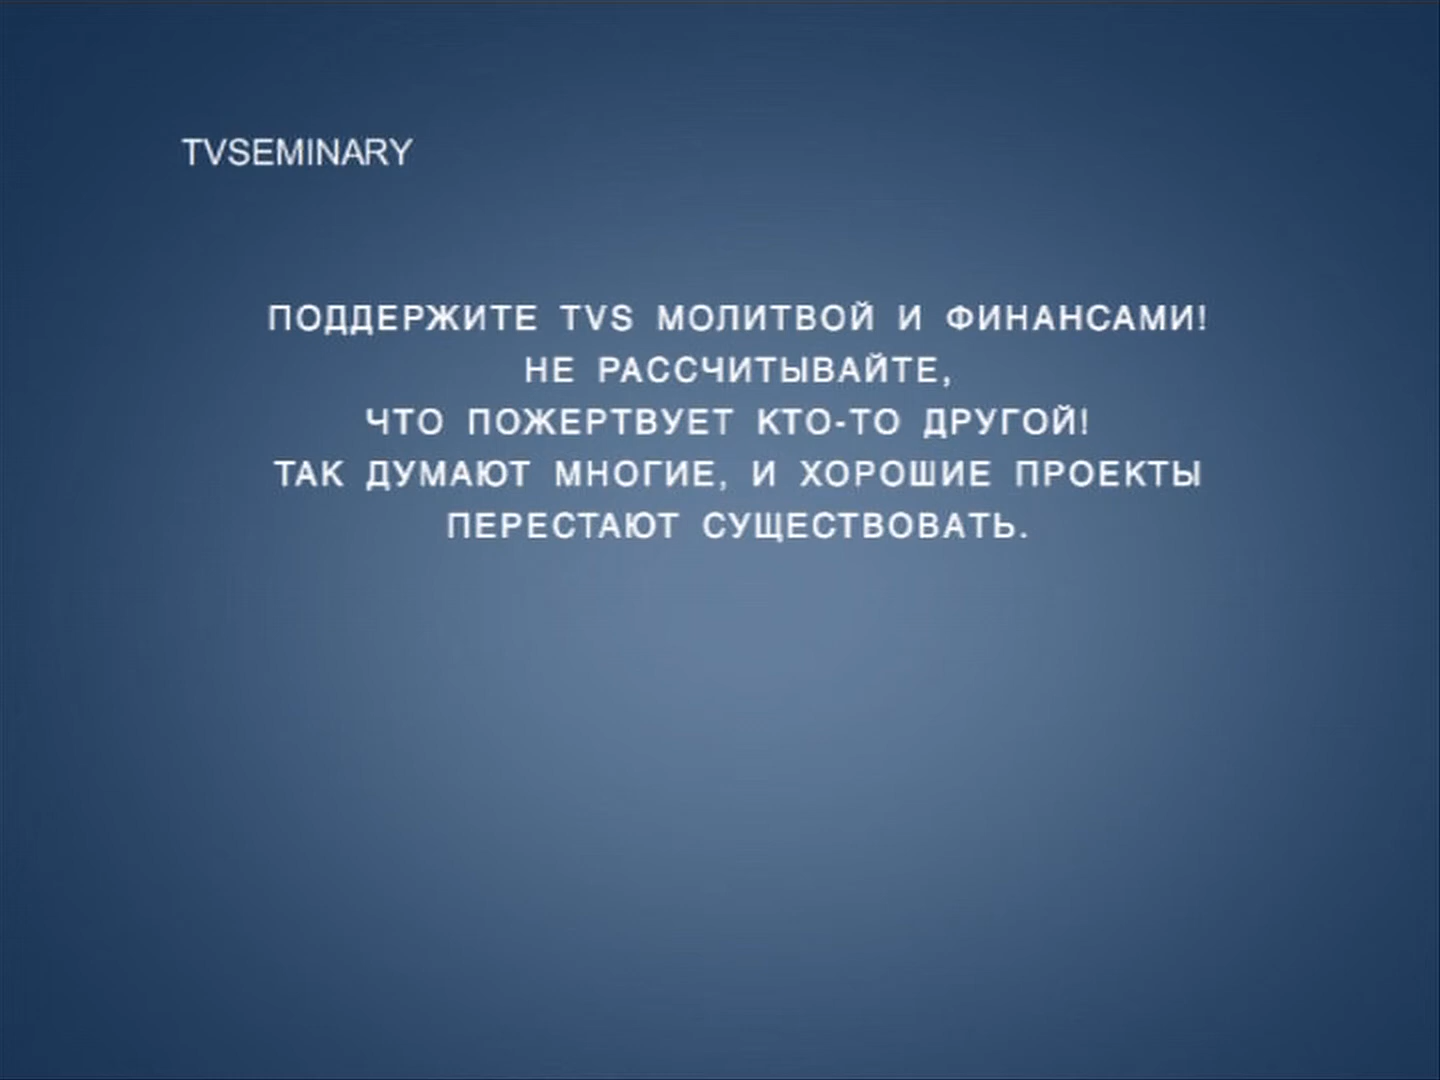 TVSEMINARY
ПОДДЕРЖИТЕ TVS МОЛИТВОЙ И ФИНАНСАМИ!
НЕ РАССЧИТЫВАЙТЕ,
ЧТО ПОЖЕРТВУЕТ КТО-ТО ДРУГОЙ!
ТАК ДУМАЮТ МНОГИЕ, И ХОРОШИЕ ПРОЕКТЫ
ПЕРЕСТАЮТ СУЩЕСТВОВАТЬ.